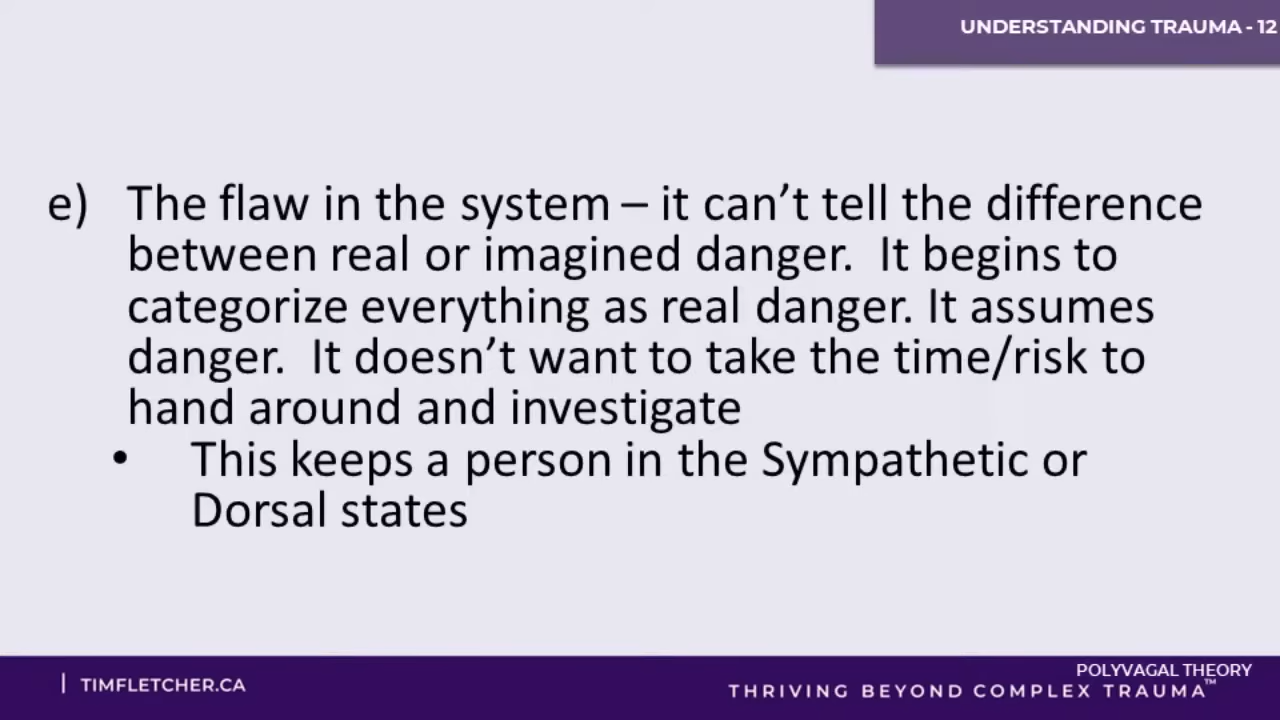 UNDERSTANDING TRAUMA - 12
e) The flaw in the system – it can’t tell the difference
between real or imagined danger.  It begins to
categorize everything as real danger. It assumes
danger.  It doesn’t want to take the time/risk to
hand around and investigate
• This keeps a person in the Sympathetic or
Dorsal states
| TIMFLETCHER.CA
POLYVAGAL THEORY
THRIVING BEYOND COMPLEX TRAUMA™